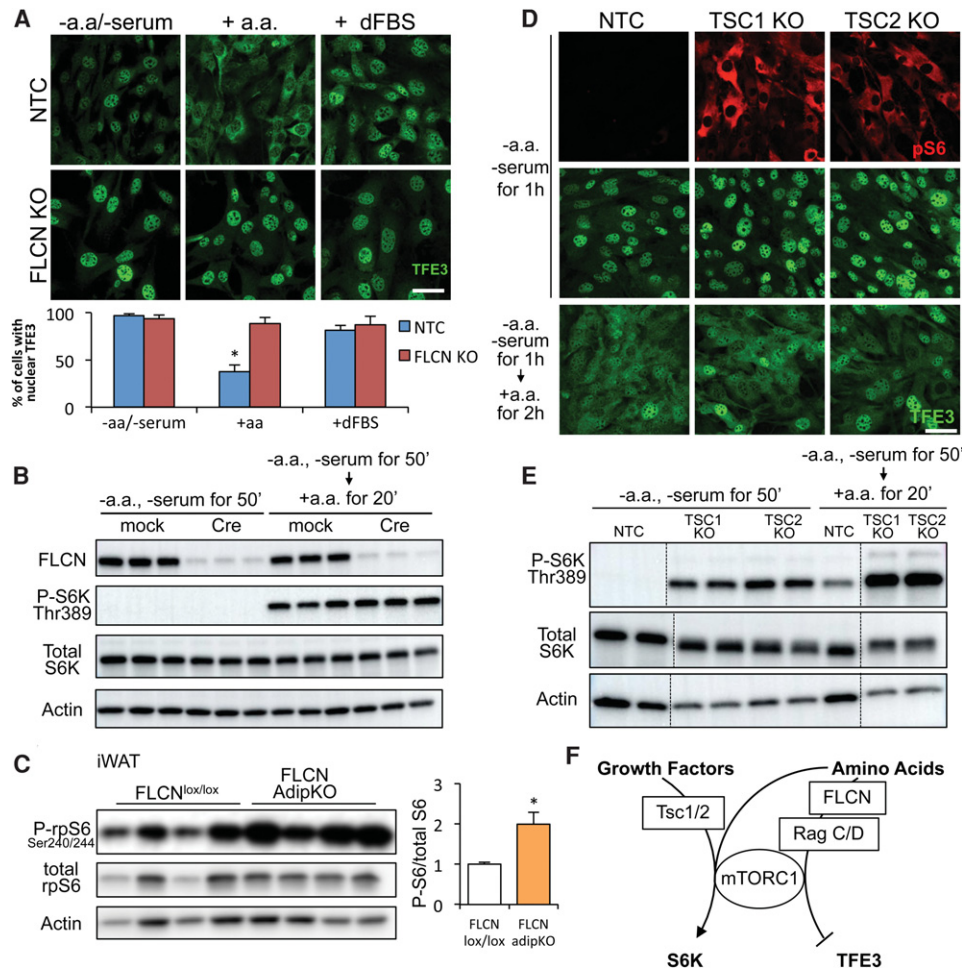 A
-a.a/-serum
+ a.a.
+ dFBS
NTC
FLCN KO
TFE3
% of cells with
nuclear TFE3
100
50
0
*
NTC
FLCN KO
-aa/-serum
+aa
+dFBS
B
-a.a., -serum for 50'
-a.a., -serum for 50'
+a.a. for 20'
mock
Cre
mock
Cre
FLCN
P-S6K
Thr389
Total
S6K
Actin
C
iWAT
FLCNlox/lox
FLCN
AdipKO
P-rpS6
Ser240/244
total
rpS6
Actin
P-S6/total S6
3
2
1
0
*
FLCN
lox/lox
FLCN
adipKO
D
NTC
TSC1 KO
TSC2 KO
-a.a.
-serum
for 1h
pS6
-a.a.
-serum
for 1h
+a.a.
for 2h
TFE3
E
-a.a., -serum for 50'
-a.a., -serum for 50'
+a.a. for 20'
NTC
TSC1
KO
TSC2
KO
NTC
TSC1
KO
TSC2
KO
P-S6K
Thr389
Total
S6K
Actin
F
Growth Factors
Amino Acids
Tsc1/2
FLCN
Rag C/D
mTORC1
S6K
TFE3